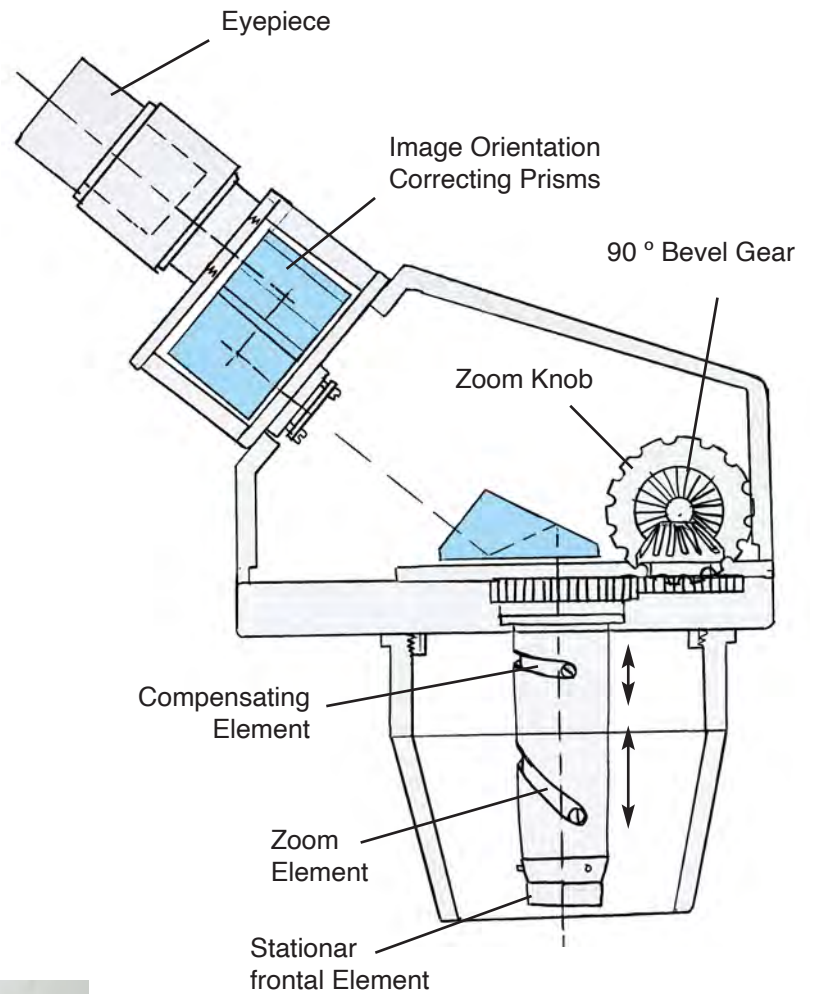 Eyepiece
Image Orientation
Correcting Prisms
90 º Bevel Gear
Zoom Knob
Compensating
Element
Zoom
Element
Stationar
frontal Element